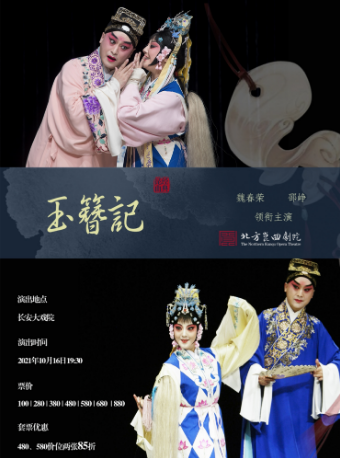 玉簪記
魏春荣 邵峥
领衔主演
北方昆曲剧院
The Northern Kunqu Opera Theater
演出地点
长安大戏院
演出时间
2021年10月16日19:30
票价
100 | 280 | 380 | 480 | 580 | 680 | 880
套票优惠
480、580价位两张85折